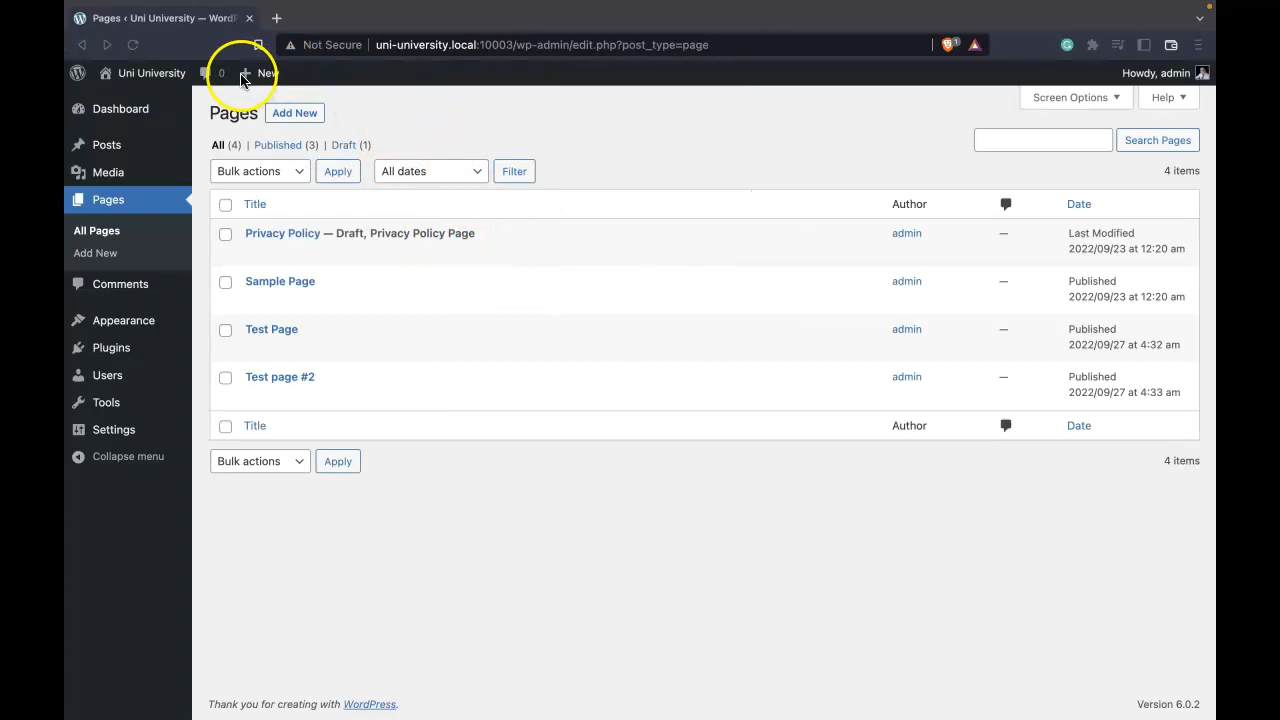 Pages ‹ Uni University — WordP
Not Secure uni-university.local:10003/wp-admin/edit.php?post_type=page 1
Uni University 0 New Howdy, admin
Screen Options Help
Pages Add New
All (4) | Published (3) | Draft (1) Search Pages
Bulk actions Apply All dates Filter 4 items
Title Author Date
Privacy Policy — Draft, Privacy Policy Page admin — Last Modified
2022/09/23 at 12:20 am
Sample Page admin — Published
2022/09/23 at 12:20 am
Test Page admin — Published
2022/09/27 at 4:32 am
Test page #2 admin — Published
2022/09/27 at 4:33 am
Title Author Date
Bulk actions Apply 4 items
Dashboard
Posts
Media
Pages
All Pages
Add New
Comments
Appearance
Plugins
Users
Tools
Settings
Collapse menu
Thank you for creating with WordPress. Version 6.0.2